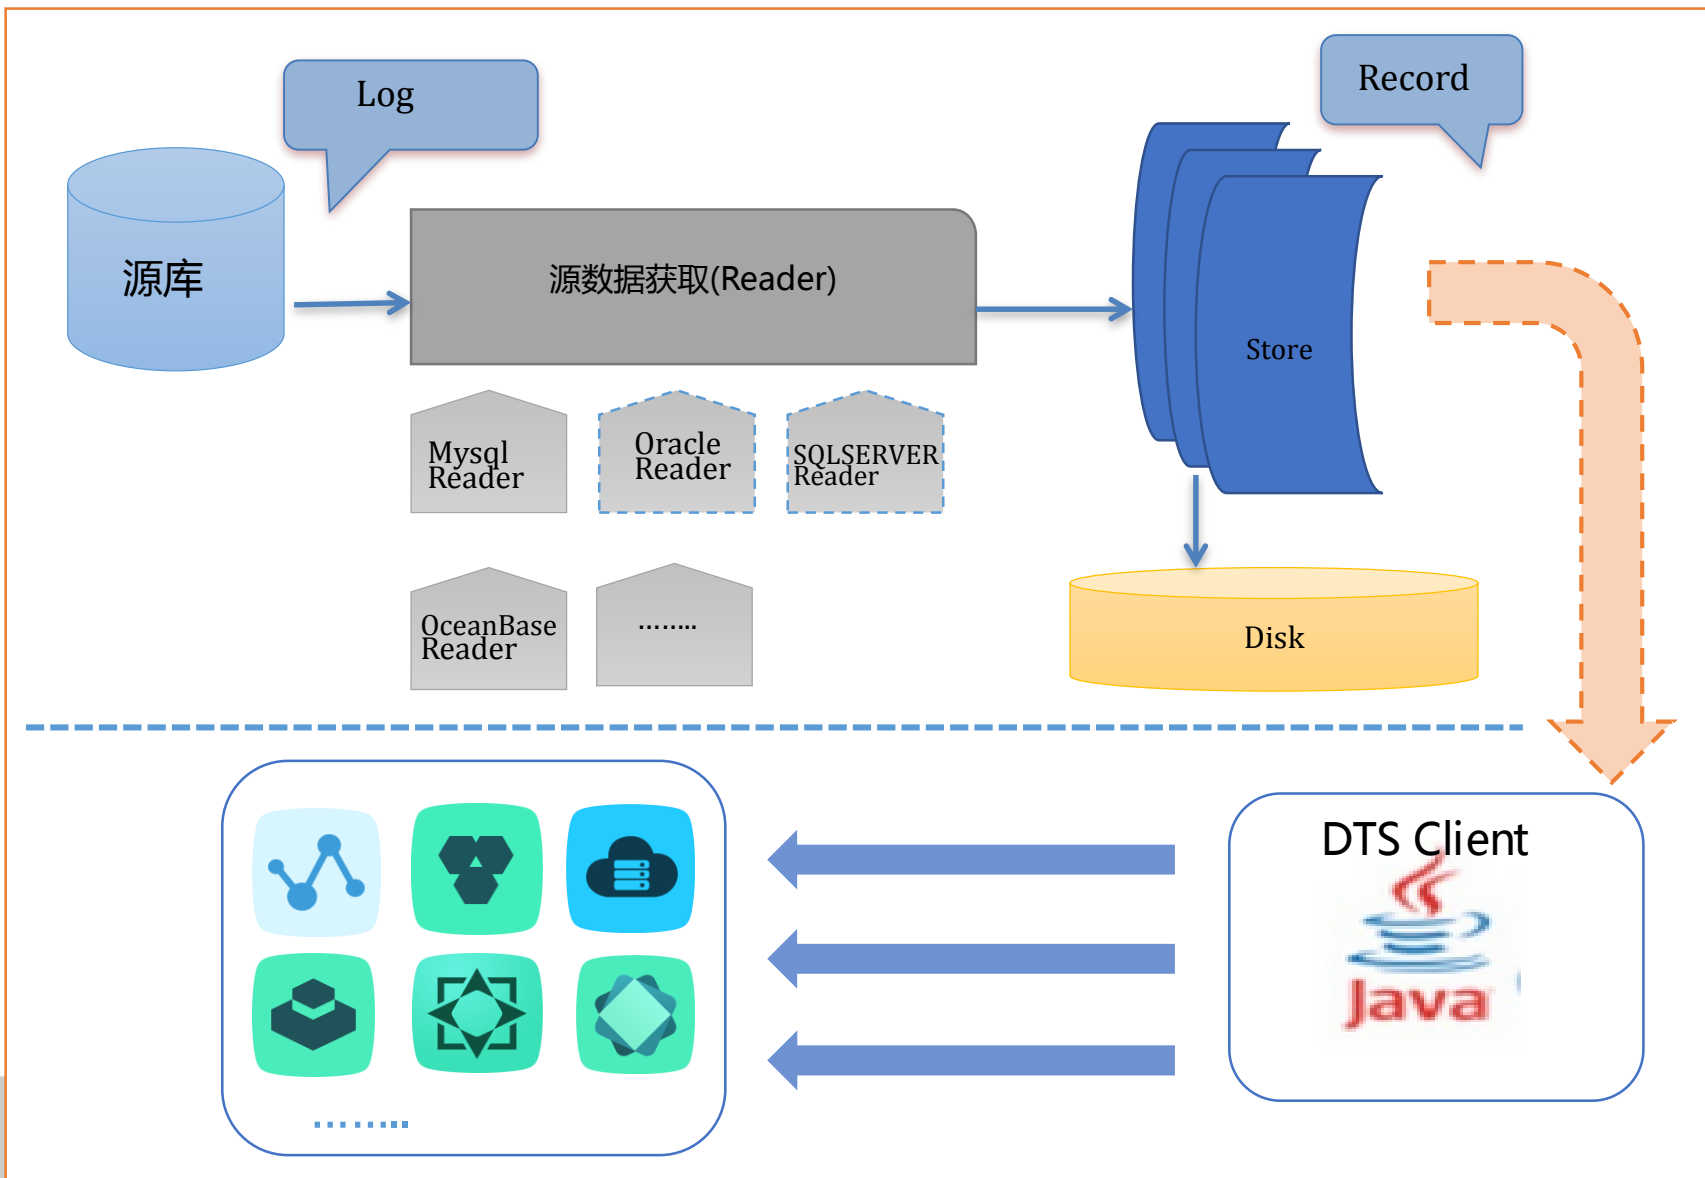 Log
Record
源库
源数据获取(Reader)
Store
Mysql
Reader
Oracle
Reader
SQLSERVER
Reader
OceanBase
Reader
........
Disk
DTS Client
Java